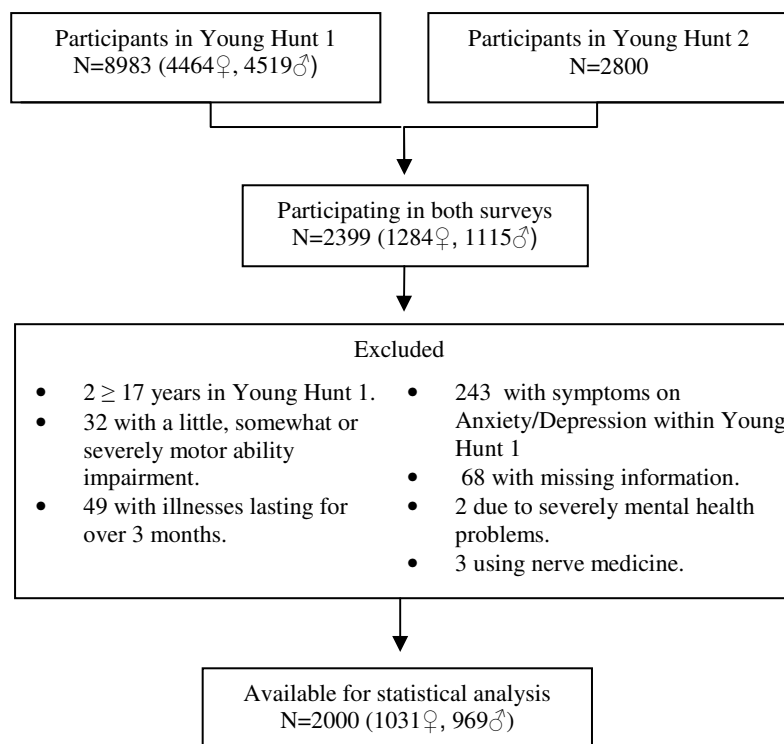 Participants in Young Hunt 1
N=8983 (4464♀, 4519♂)
Participants in Young Hunt 2
N=2800
Participating in both surveys
N=2399 (1284♀, 1115♂)
Excluded
• 2 ≥ 17 years in Young Hunt 1.
• 32 with a little, somewhat or
severely motor ability
impairment.
• 49 with illnesses lasting for
over 3 months.
• 243 with symptoms on
Anxiety/Depression within Young
Hunt 1
• 68 with missing information.
• 2 due to severely mental health
problems.
• 3 using nerve medicine.
Available for statistical analysis
N=2000 (1031♀, 969♂)